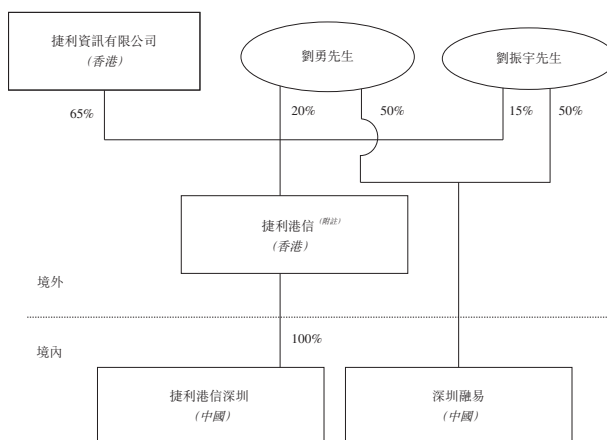 捷利資訊有限公司
(香港)
劉勇先生
劉振宇先生
65%
20%
50%
15%
50%
捷利港信(附註)
(香港)
境外
100%
境內
捷利港信深圳
(中國)
深圳融易
(中國)